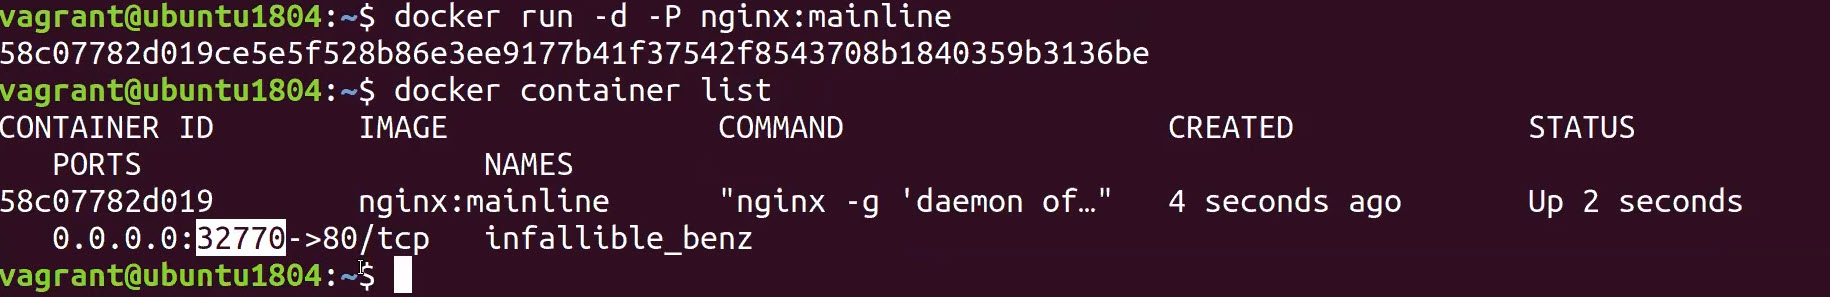 vagrant@ubuntu1804:~$ docker run -d -P nginx:mainline
58c07782d019ce5e5f528b86e3ee9177b41f37542f8543708b1840359b3136be
vagrant@ubuntu1804:~$ docker container list
CONTAINER ID        IMAGE               COMMAND                  CREATED             STATUS
   PORTS                   NAMES
58c07782d019        nginx:mainline      "nginx -g 'daemon of…"   4 seconds ago       Up 2 seconds
   0.0.0.0:32770->80/tcp   infallible_benz
vagrant@ubuntu1804:~$